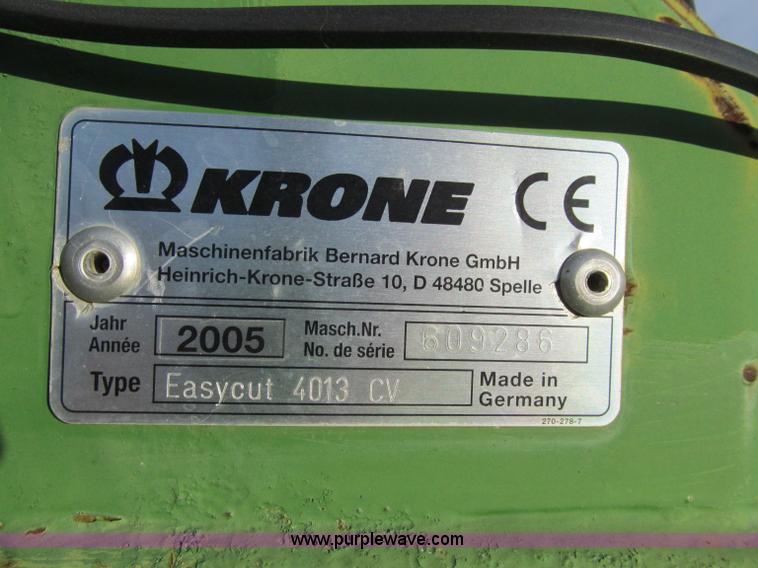 KRONE CE
Maschinenfabrik Bernard Krone GmbH
Heinrich-Krone-Straße 10, D 48480 Spelle
Jahr
Année
2005
Masch.Nr.
No. de série
609286
Type
Easycut 4013 CV
Made in
Germany
270-278-7
www.purplewave.com